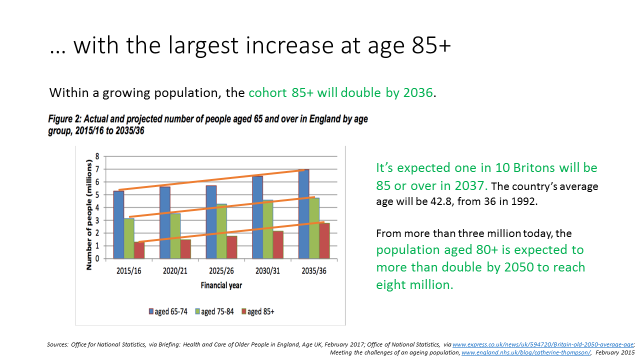 … with the largest increase at age 85+
Within a growing population, the cohort 85+ will double by 2036.
Figure 2: Actual and projected number of people aged 65 and over in England by age
group, 2015/16 to 2035/36
Number of people (millions)
8
7
6
5
4
3
2
1
0
2015/16 2020/21 2025/26 2030/31 2035/36
Financial year
aged 65-74 aged 75-84 aged 85+
It’s expected one in 10 Britons will be
85 or over in 2037. The country’s average
age will be 42.8, from 36 in 1992.
From more than three million today, the
population aged 80+ is expected to
more than double by 2050 to reach
eight million.
Sources: Office for National Statistics, via Briefing: Health and Care of Older People in England, Age UK, February 2017; Office of National Statistics, via www.express.co.uk/news/uk/594720/Britain-old-2050-average-age;
Meeting the challenges of an ageing population, www.england.nhs.uk/blog/catherine-thompson/, February 2015